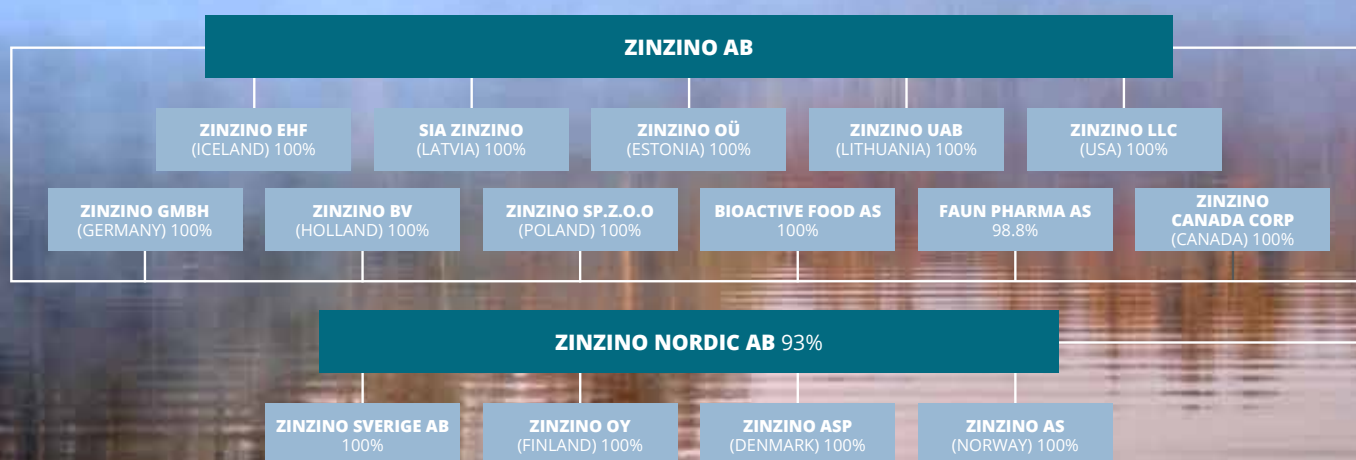 ZINZINO AB
ZINZINO EHF
(ICELAND) 100%
SIA ZINZINO
(LATVIA) 100%
ZINZINO OÜ
(ESTONIA) 100%
ZINZINO UAB
(LITHUANIA) 100%
ZINZINO LLC
(USA) 100%
ZINZINO GMBH
(GERMANY) 100%
ZINZINO BV
(HOLLAND) 100%
ZINZINO SP.Z.O.O
(POLAND) 100%
BIOACTIVE FOOD AS
100%
FAUN PHARMA AS
98.8%
ZINZINO
CANADA CORP
(CANADA) 100%
ZINZINO NORDIC AB 93%
ZINZINO SVERIGE AB
100%
ZINZINO OY
(FINLAND) 100%
ZINZINO ASP
(DENMARK) 100%
ZINZINO AS
(NORWAY) 100%